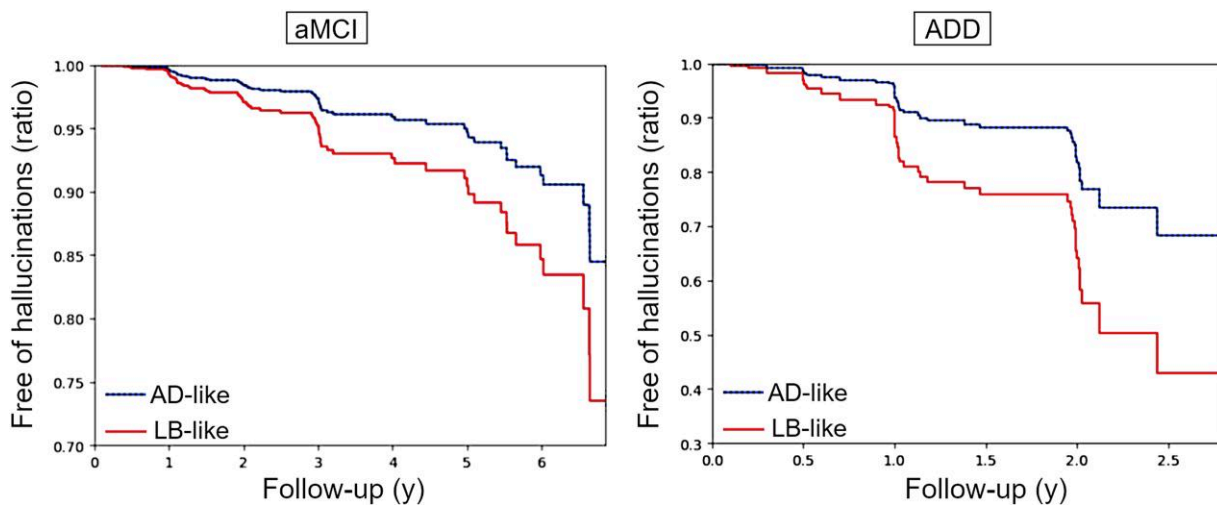 aMCI
Free of hallucinations (ratio)
1.00
0.95
0.90
0.85
0.80
0.75
0.70
AD-like
LB-like
0 1 2 3 4 5 6
Follow-up (y)
ADD
Free of hallucinations (ratio)
1.0
0.9
0.8
0.7
0.6
0.5
0.4
0.3
AD-like
LB-like
0.0 0.5 1.0 1.5 2.0 2.5
Follow-up (y)